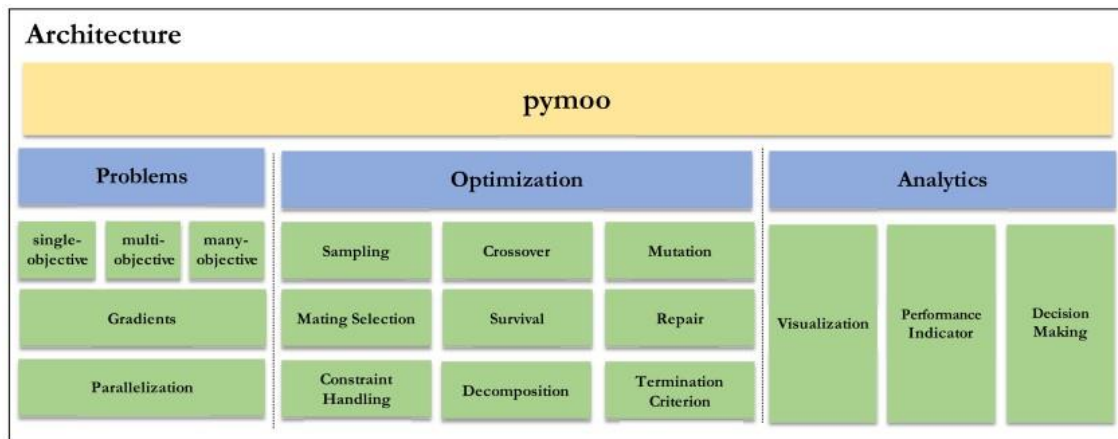 Architecture
pymoo
Problems
Optimization
Analytics
single-
objective
multi-
objective
many-
objective
Gradients
Parallelization
Sampling
Crossover
Mutation
Mating Selection
Survival
Repair
Constraint
Handling
Decomposition
Termination
Criterion
Visualization
Performance
Indicator
Decision
Making